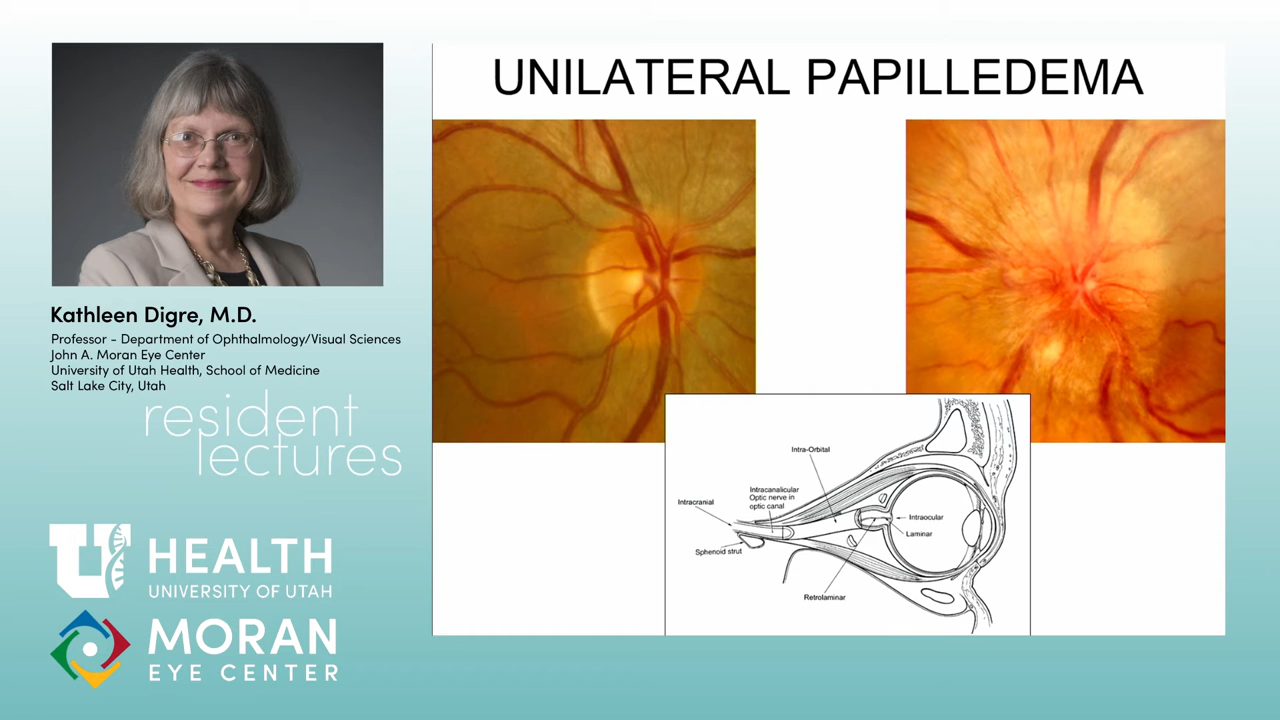 Kathleen Digre, M.D.
Professor - Department of Ophthalmology/Visual Sciences
John A. Moran Eye Center
University of Utah Health, School of Medicine
Salt Lake City, Utah
resident
lectures
U HEALTH
UNIVERSITY OF UTAH
MORAN
EYE CENTER
UNILATERAL PAPILLEDEMA
Intra-Orbital
Intracanalicular
Optic nerve in
optic canal
Intracranial
Intraocular
Laminar
Sphenoid strut
Retrolaminar